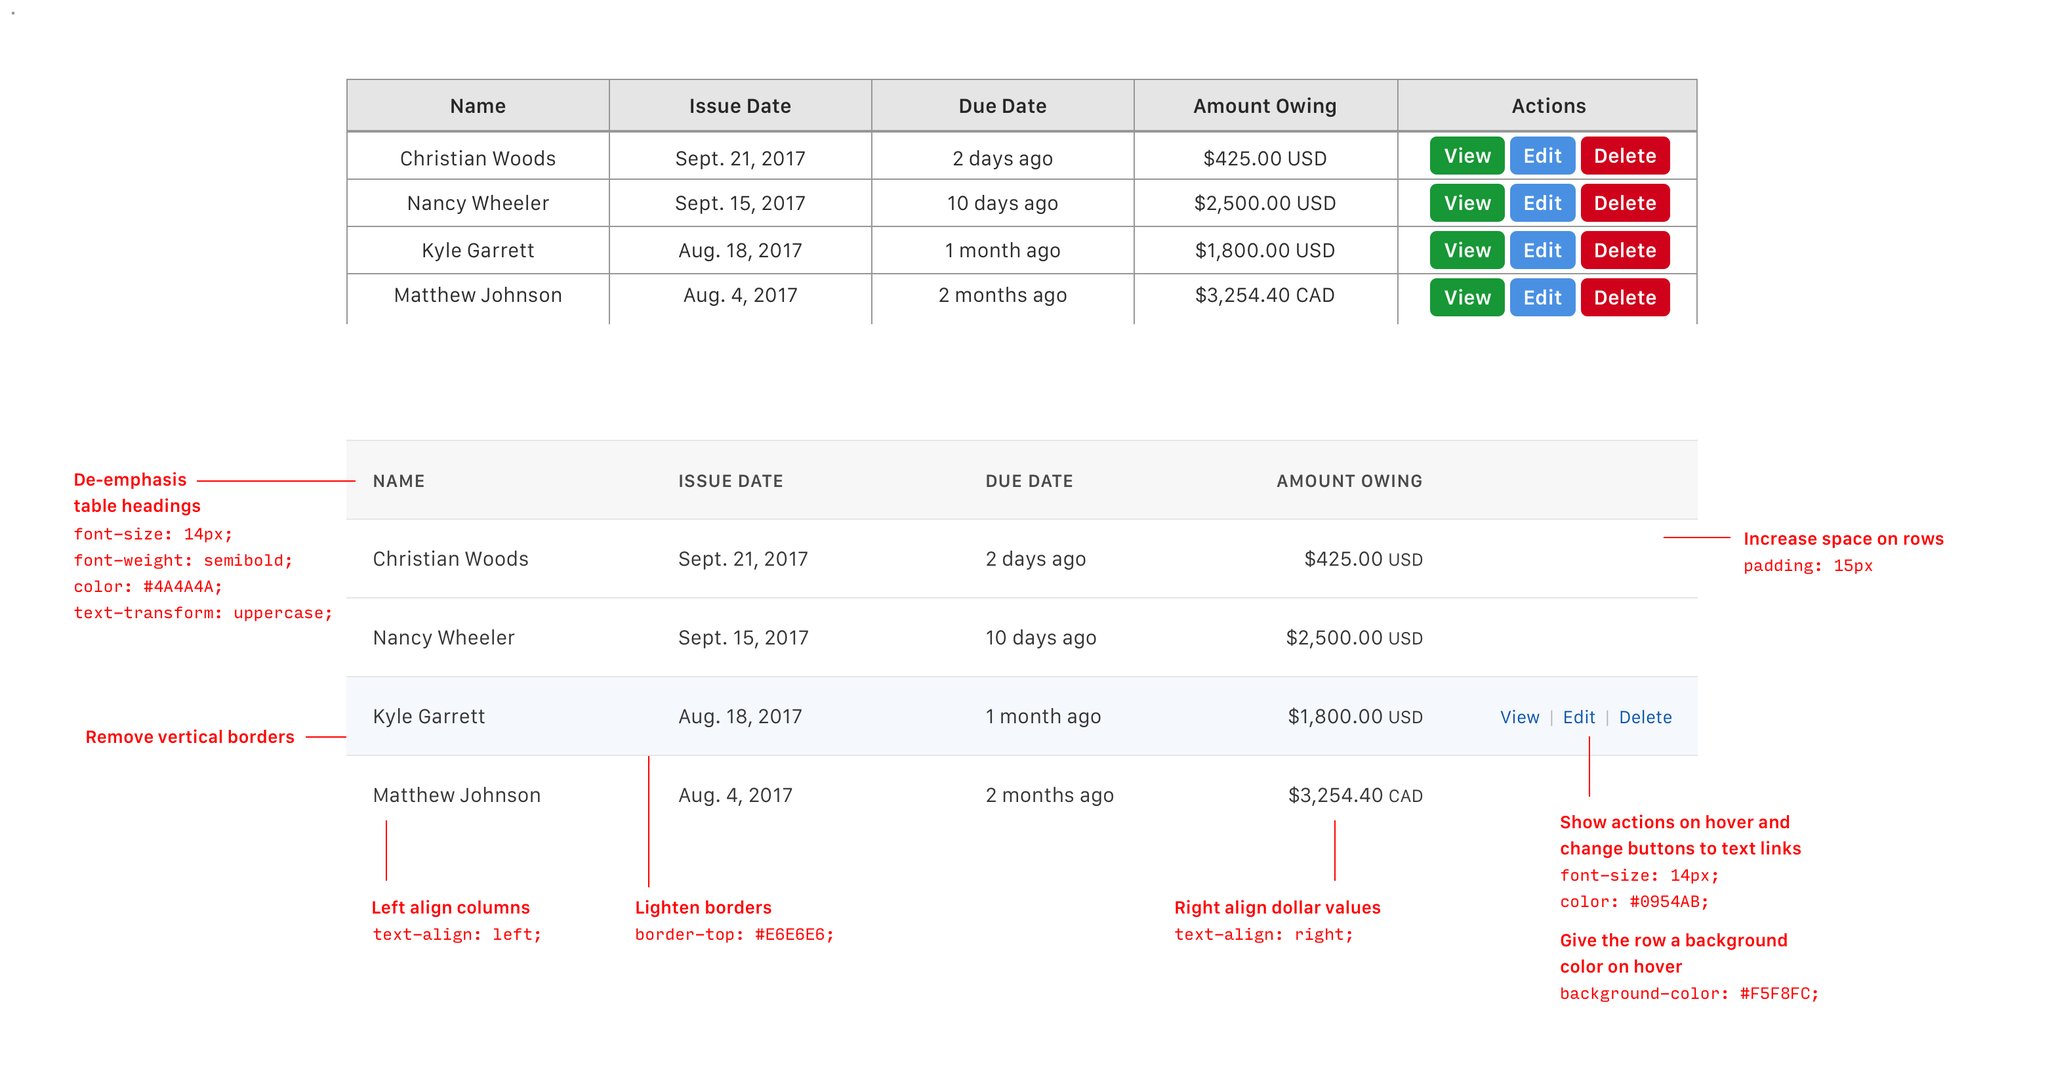 Name Issue Date Due Date Amount Owing Actions
Christian Woods Sept. 21, 2017 2 days ago $425.00 USD View Edit Delete
Nancy Wheeler Sept. 15, 2017 10 days ago $2,500.00 USD View Edit Delete
Kyle Garrett Aug. 18, 2017 1 month ago $1,800.00 USD View Edit Delete
Matthew Johnson Aug. 4, 2017 2 months ago $3,254.40 CAD View Edit Delete
De-emphasis
table headings
font-size: 14px;
font-weight: semibold;
color: #4A4A4A;
text-transform: uppercase;
NAME ISSUE DATE DUE DATE AMOUNT OWING
Christian Woods Sept. 21, 2017 2 days ago $425.00 USD
Nancy Wheeler Sept. 15, 2017 10 days ago $2,500.00 USD
Kyle Garrett Aug. 18, 2017 1 month ago $1,800.00 USD View | Edit | Delete
Matthew Johnson Aug. 4, 2017 2 months ago $3,254.40 CAD
Increase space on rows
padding: 15px
Remove vertical borders
Left align columns
text-align: left;
Lighten borders
border-top: #E6E6E6;
Right align dollar values
text-align: right;
Show actions on hover and
change buttons to text links
font-size: 14px;
color: #0954AB;
Give the row a background
color on hover
background-color: #F5F8FC;